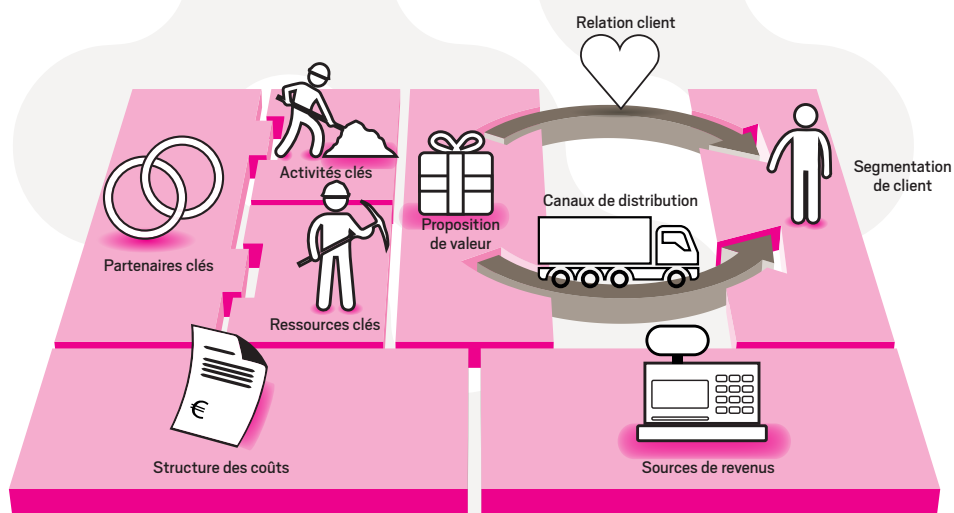 Relation client
Activités clés
Segmentation
de client
Canaux de distribution
Proposition
de valeur
Partenaires clés
Ressources clés
€
Structure des coûts
Sources de revenus